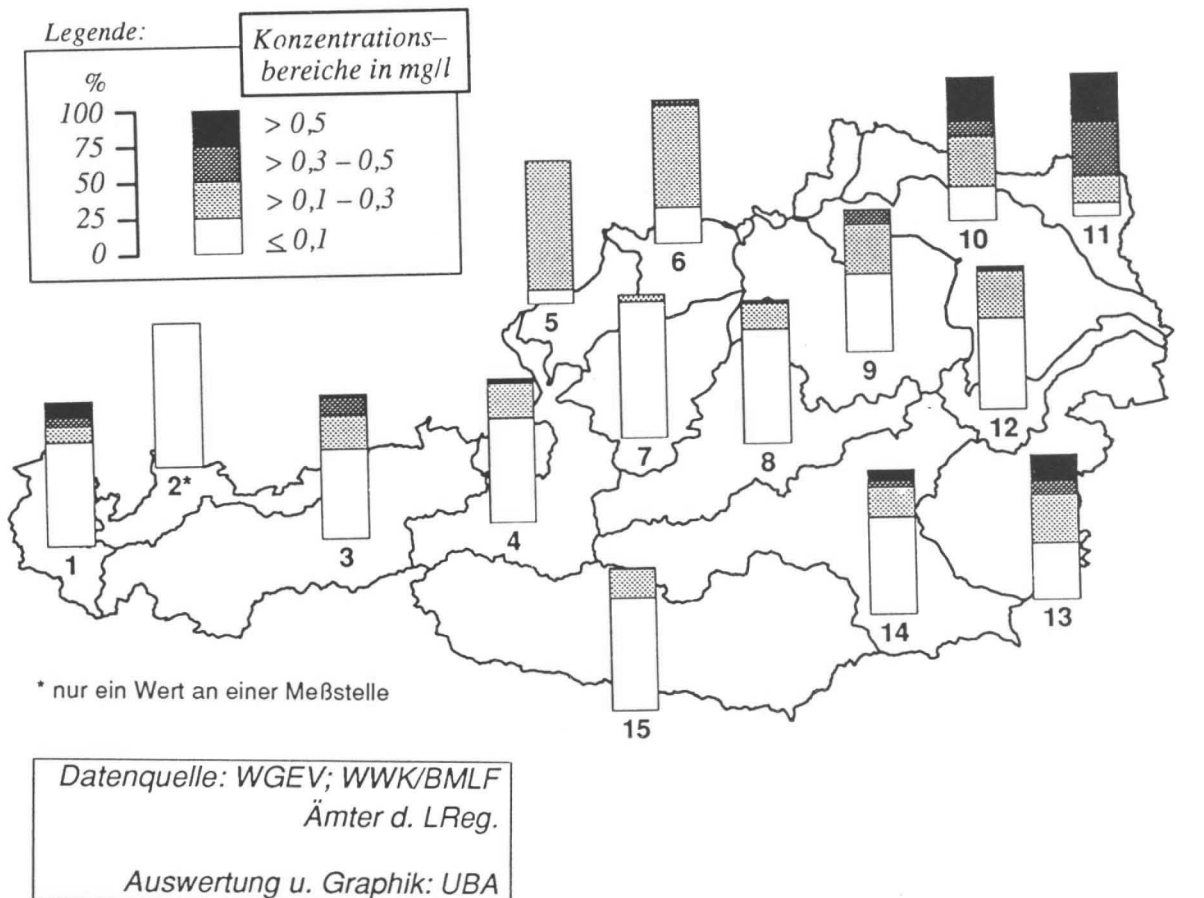 Legende:
Konzentrations–
bereiche in mg/l
%
100
75
50
25
0
> 0,5
> 0,3 – 0,5
> 0,1 – 0,3
≤ 0,1
1
2*
3
4
5
6
7
8
9
10
11
12
13
14
15
* nur ein Wert an einer Meßstelle
Datenquelle: WGEV; WWK/BMLF
Ämter d. LReg.
Auswertung u. Graphik: UBA